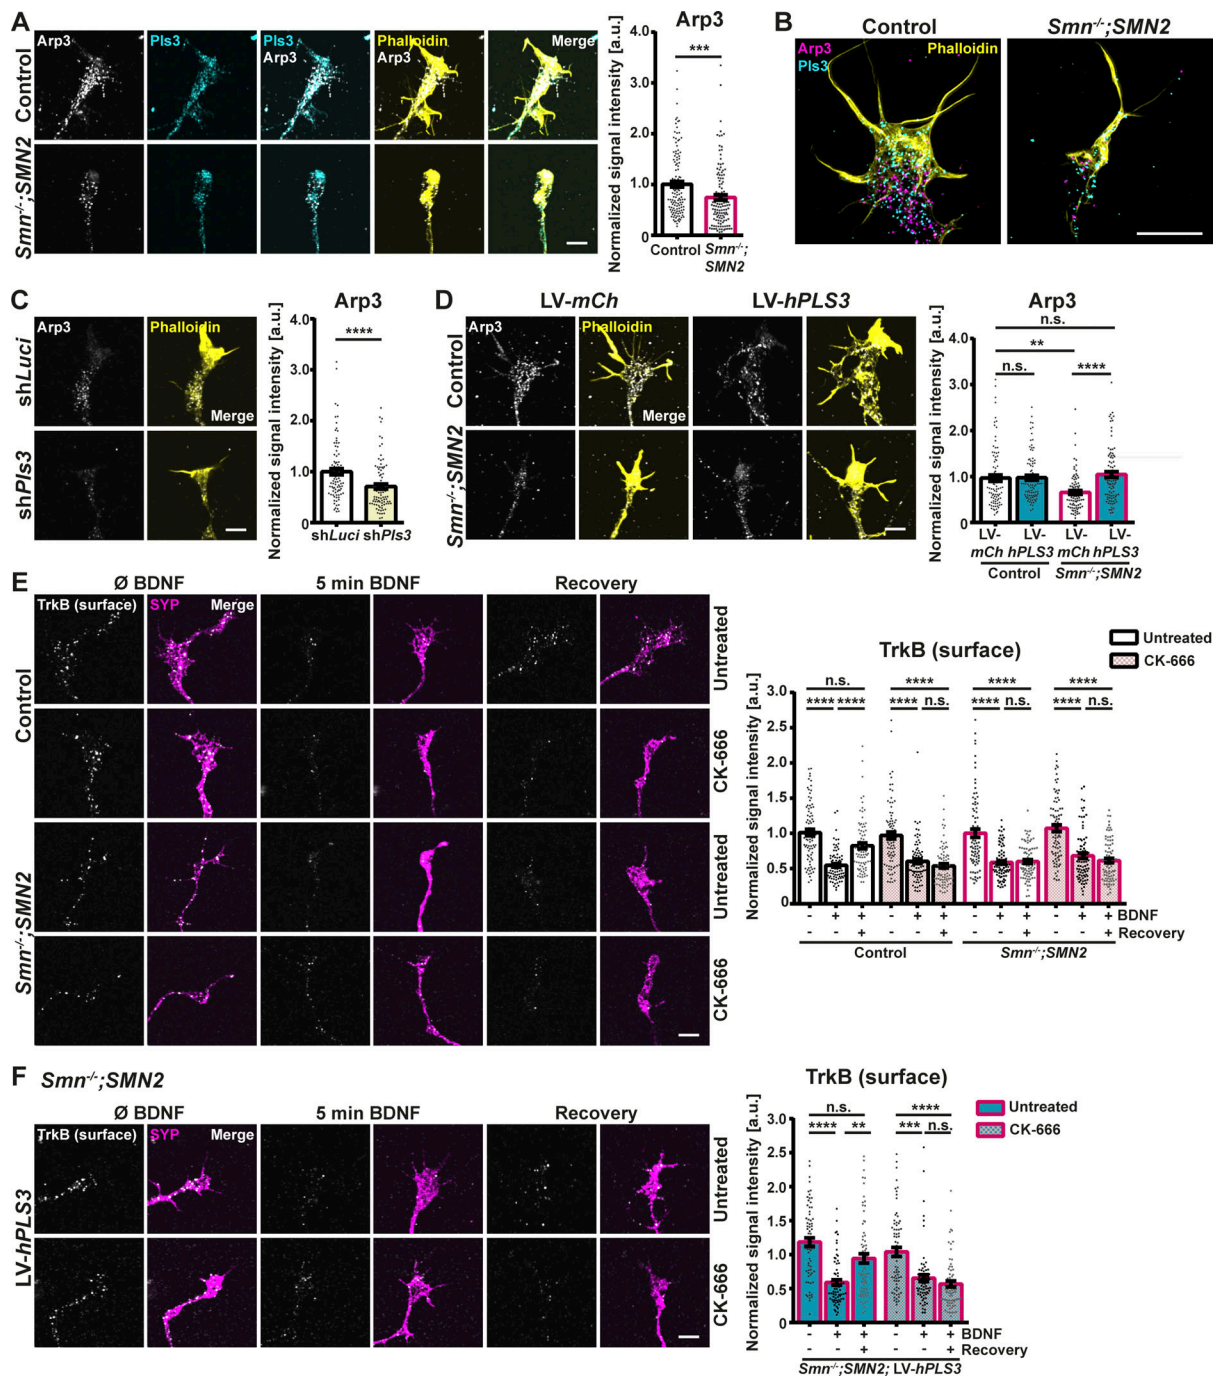 A
Arp3
Pls3
Pls3
Arp3
Phalloidin
Arp3
Merge
Control
Smn-/-;SMN2
Arp3
Normalized signal intensity [a.u.]
4.0
3.0
2.0
1.0
0
***
Control Smn-/-;
SMN2
B
Control
Smn-/-;SMN2
Arp3
Pls3
Phalloidin
C
Arp3
Phalloidin
Merge
shLuci
shPls3
Arp3
Normalized signal intensity [a.u.]
4.0
3.0
2.0
1.0
0
****
shLuci shPls3
D
LV-mCh
LV-hPLS3
Arp3
Phalloidin
Merge
Control
Smn-/-;SMN2
Arp3
Normalized signal intensity [a.u.]
4.0
3.0
2.0
1.0
0
n.s.
**
n.s.
****
LV- LV- LV- LV-
mCh hPLS3 mCh hPLS3
Control Smn-/-;SMN2
E
Ø BDNF
5 min BDNF
Recovery
TrkB (surface)
SYP
Merge
Control
Smn-/-;SMN2
Untreated
CK-666
Untreated
CK-666
TrkB (surface)
Untreated
CK-666
Normalized signal intensity [a.u.]
3.0
2.5
2.0
1.5
1.0
0.5
0
n.s. **** **** ****
**** **** **** n.s. **** n.s. **** n.s.
- + + - + + - + + - + + BDNF
- - + - - + - - + - - + Recovery
Control Smn-/-;SMN2
F Smn-/-;SMN2
Ø BDNF
5 min BDNF
Recovery
TrkB (surface)
SYP
Merge
LV-hPLS3
Untreated
CK-666
TrkB (surface)
Untreated
CK-666
Normalized signal intensity [a.u.]
3.0
2.5
2.0
1.5
1.0
0.5
0
n.s. ****
**** ** *** n.s.
- + + - + + BDNF
- - + - - + Recovery
Smn-/-;SMN2; LV-hPLS3